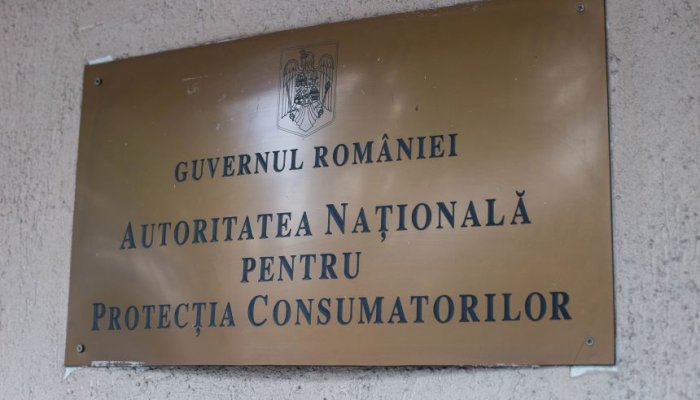 GUVERNUL ROMÂNIEI
AUTORITATEA NAȚIONALĂ
PENTRU
PROTECȚIA CONSUMATORILOR